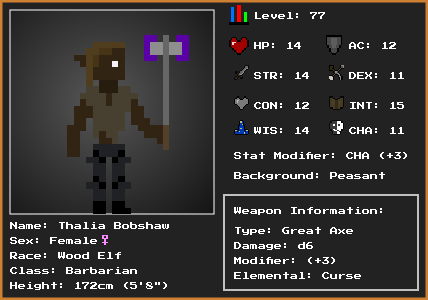 Level: 77
HP: 14 AC: 12
STR: 14 DEX: 11
CON: 12 INT: 15
WIS: 14 CHA: 11
Stat Modifier: CHA (+3)
Background: Peasant
Name: Thalia Bobshaw
Sex: Female♀
Race: Wood Elf
Class: Barbarian
Height: 172cm (5'8")
Weapon Information:
Type: Great Axe
Damage: d6
Modifier: (+3)
Elemental: Curse